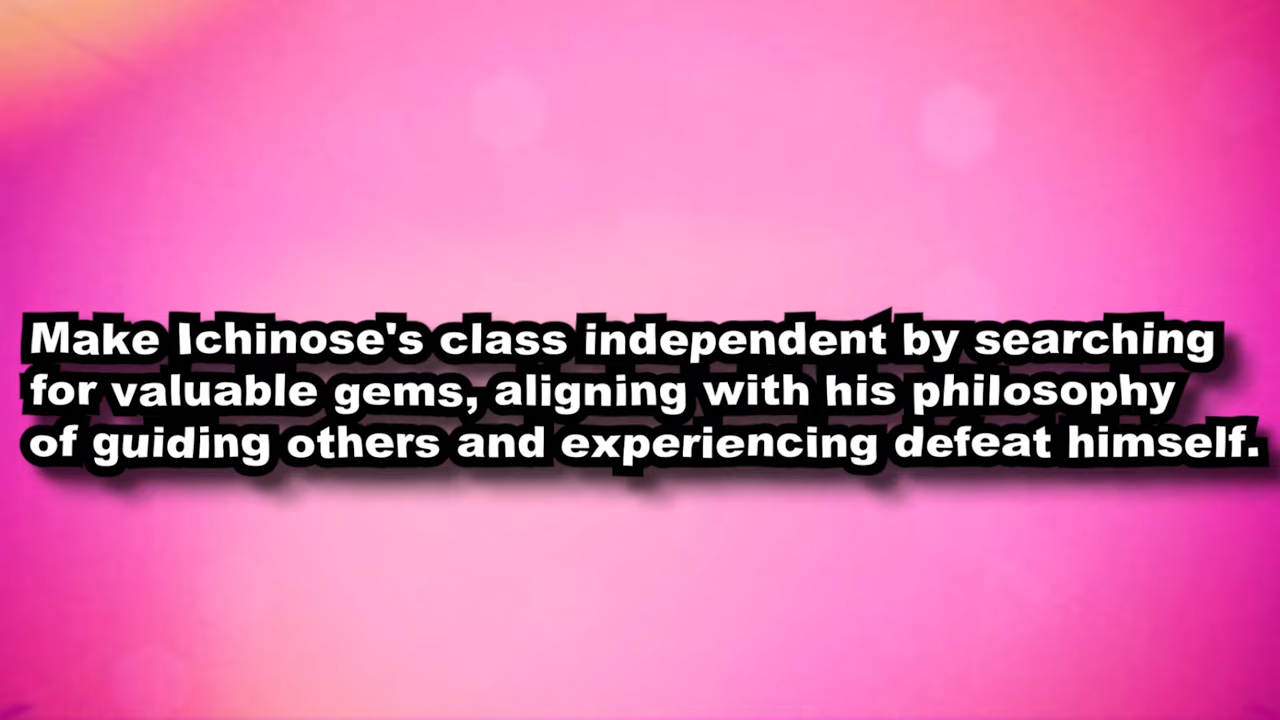 Make Ichinose's class independent by searching
for valuable gems, aligning with his philosophy
of guiding others and experiencing defeat himself.